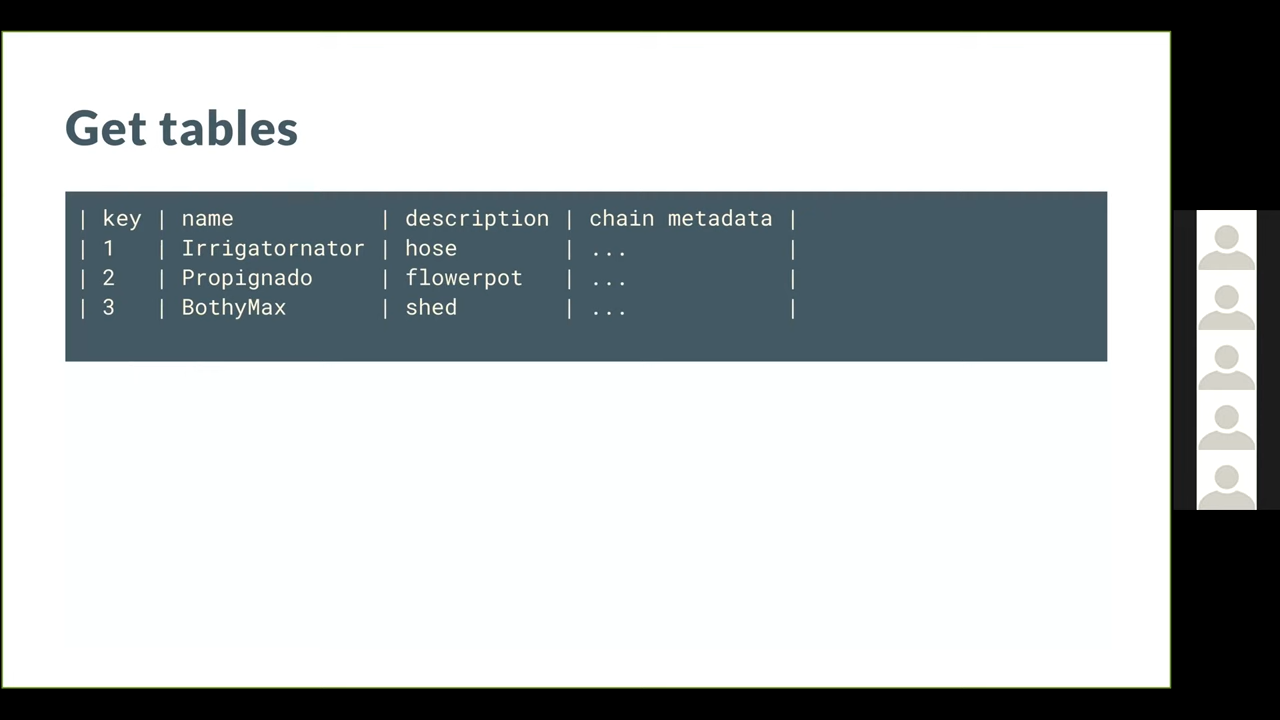 Get tables
| key | name           | description | chain metadata |
| 1   | Irrigatornator | hose        | ...            |
| 2   | Propignado     | flowerpot   | ...            |
| 3   | BothyMax       | shed        | ...            |